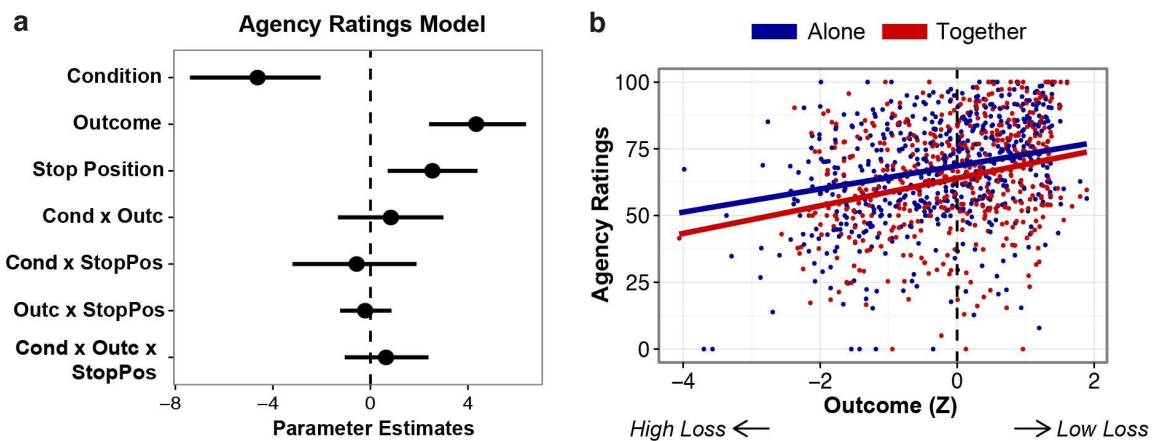 a
Agency Ratings Model
Condition
Outcome
Stop Position
Cond x Outc
Cond x StopPos
Outc x StopPos
Cond x Outc x
StopPos
−8
−4
0
4
Parameter Estimates
b
Alone
Together
Agency Ratings
100
75
50
25
0
−4
−2
0
2
Outcome (Z)
High Loss ←
→ Low Loss